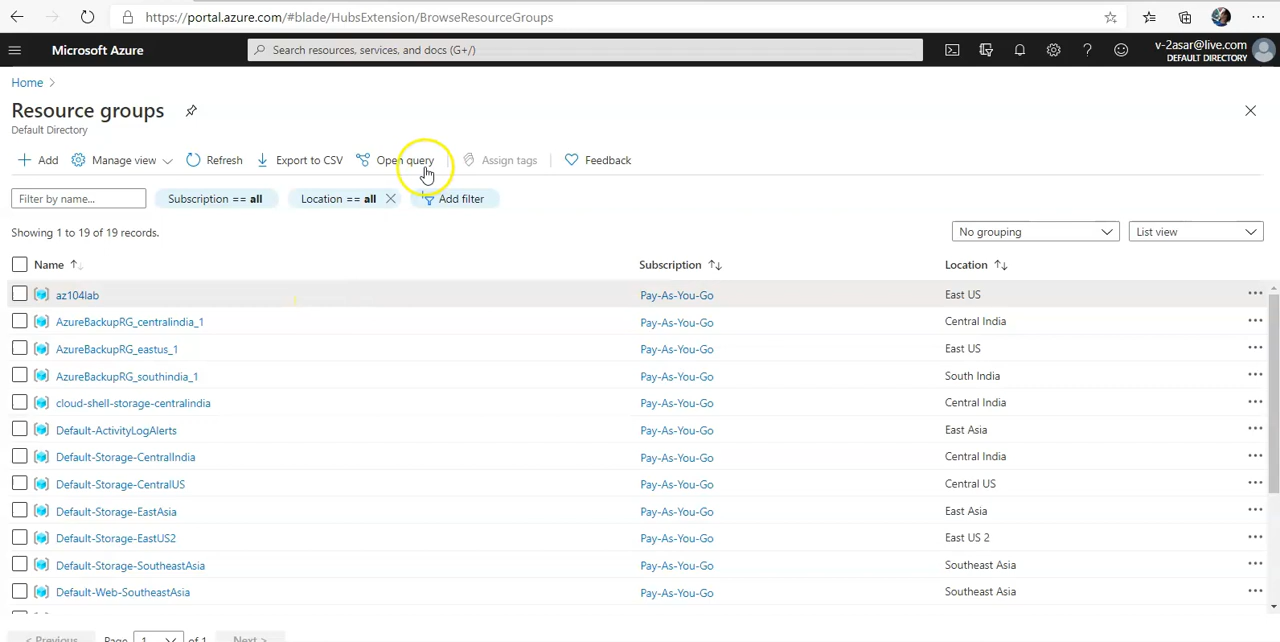 https://portal.azure.com/#blade/HubsExtension/BrowseResourceGroups
Microsoft Azure
Search resources, services, and docs (G+/)
v-2asar@live.com
DEFAULT DIRECTORY
Home >
Resource groups
Default Directory
Add Manage view Refresh Export to CSV Open query Assign tags Feedback
Filter by name... Subscription == all Location == all Add filter
Showing 1 to 19 of 19 records.
No grouping List view
Name Subscription Location
az104lab Pay-As-You-Go East US
AzureBackupRG_centralindia_1 Pay-As-You-Go Central India
AzureBackupRG_eastus_1 Pay-As-You-Go East US
AzureBackupRG_southindia_1 Pay-As-You-Go South India
cloud-shell-storage-centralindia Pay-As-You-Go Central India
Default-ActivityLogAlerts Pay-As-You-Go East Asia
Default-Storage-CentralIndia Pay-As-You-Go Central India
Default-Storage-CentralUS Pay-As-You-Go Central US
Default-Storage-EastAsia Pay-As-You-Go East Asia
Default-Storage-EastUS2 Pay-As-You-Go East US 2
Default-Storage-SoutheastAsia Pay-As-You-Go Southeast Asia
Default-Web-SoutheastAsia Pay-As-You-Go Southeast Asia
< Previous Page 1 of 1 Next >